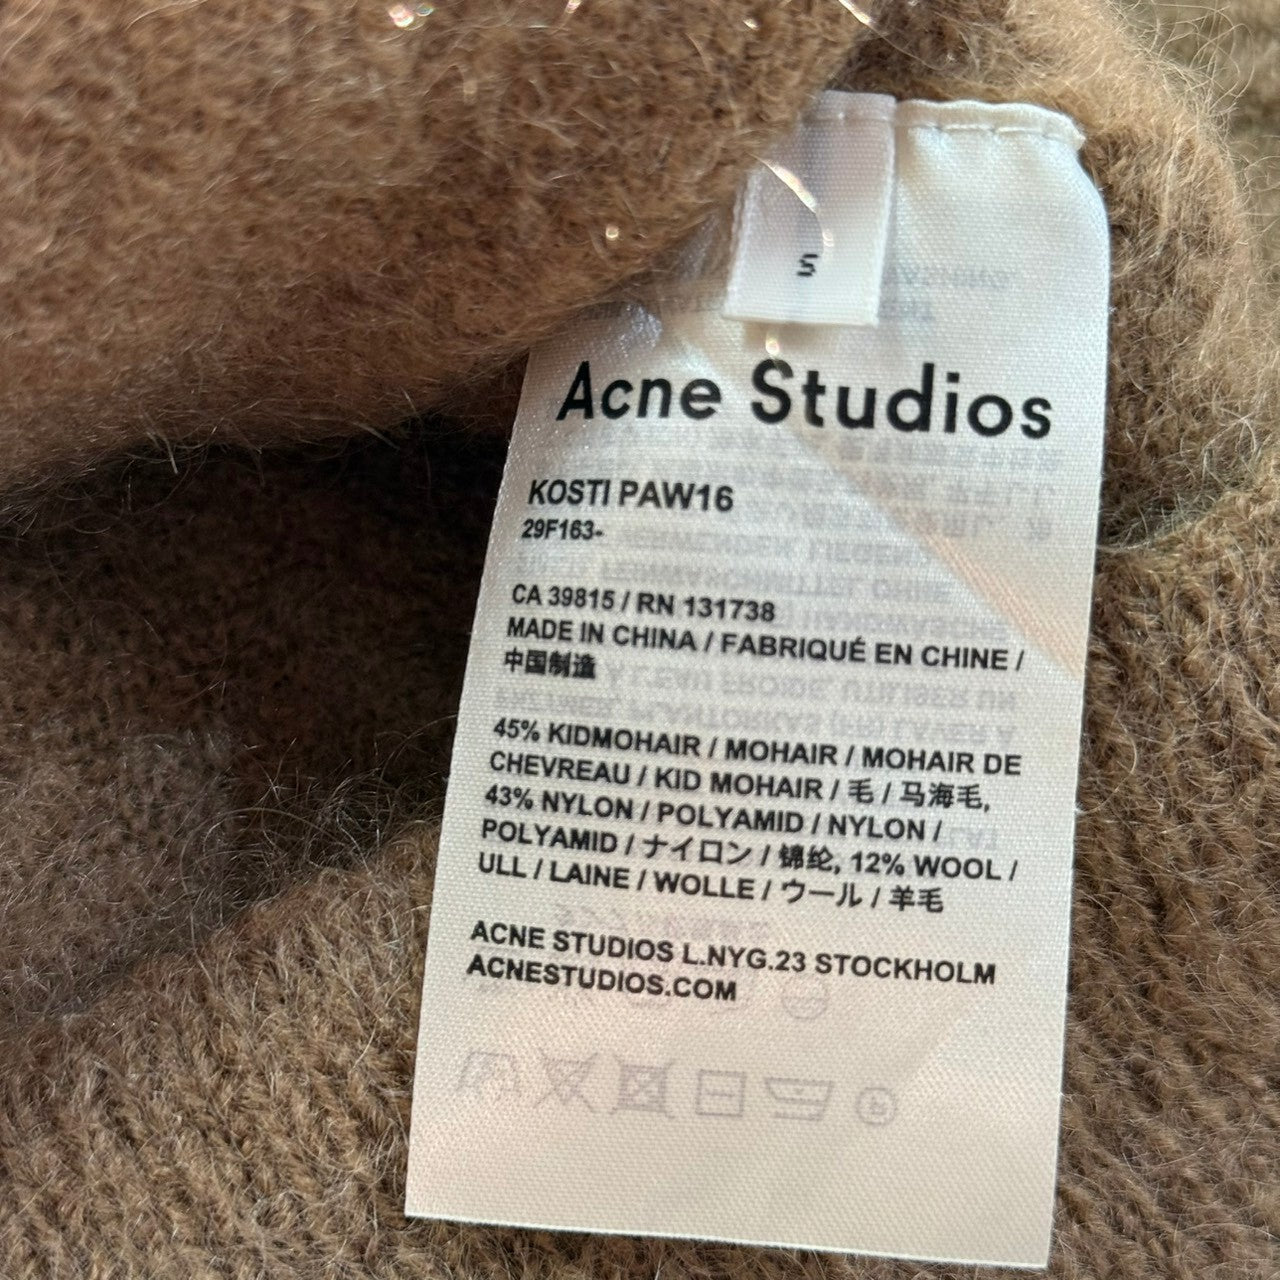 S
Acne Studios
KOSTI PAW16
29F163-
CA 39815 / RN 131738
MADE IN CHINA / FABRIQUÉ EN CHINE /
中国制造
45% KIDMOHAIR / MOHAIR / MOHAIR DE
CHEVREAU / KID MOHAIR / 毛 / 马海毛,
43% NYLON / POLYAMID / NYLON /
POLYAMID / ナイロン / 锦纶, 12% WOOL /
ULL / LAINE / WOLLE / ウール / 羊毛
ACNE STUDIOS L.NYG.23 STOCKHOLM
ACNESTUDIOS.COM